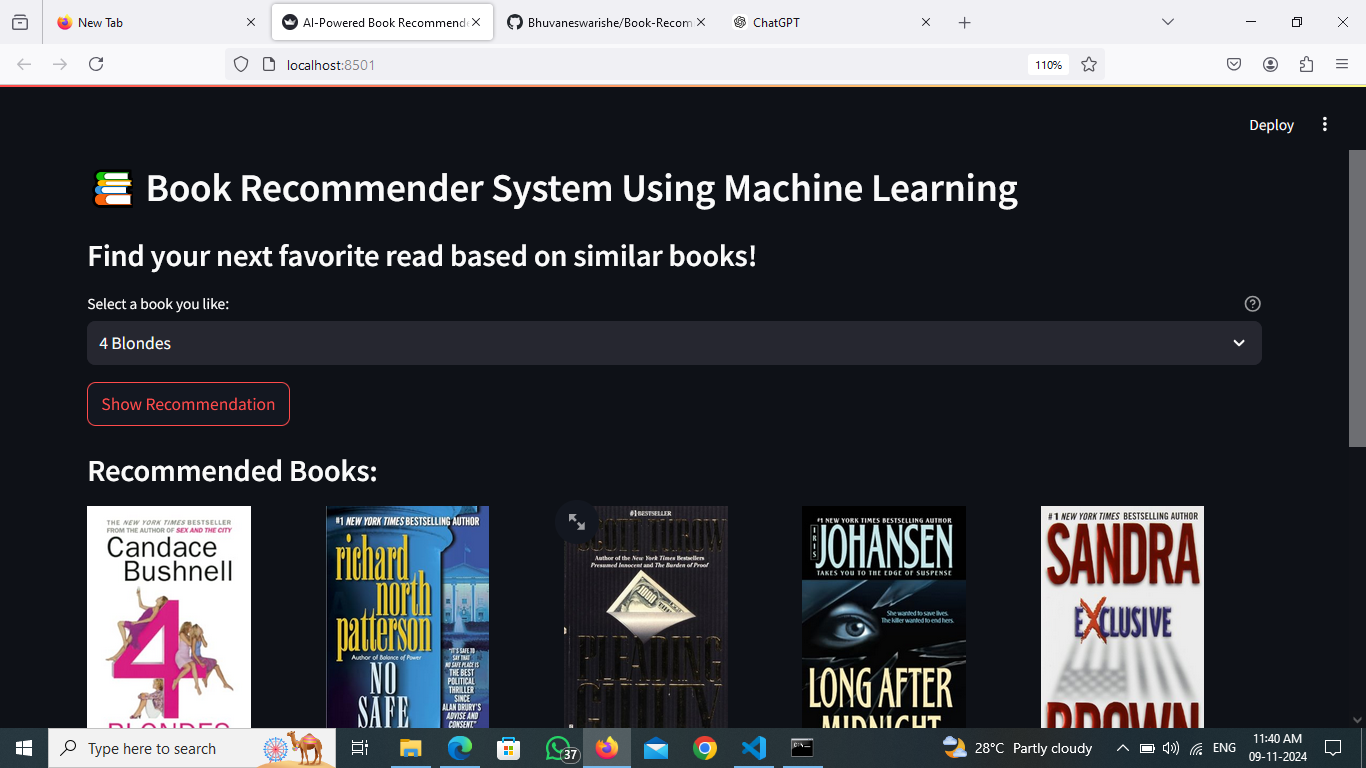 New Tab
AI-Powered Book Recommende
Bhuvaneswarishe/Book-Recom
ChatGPT
localhost:8501
110%
Deploy
Book Recommender System Using Machine Learning
Find your next favorite read based on similar books!
Select a book you like:
4 Blondes
Show Recommendation
Recommended Books:
THE NEW YORK TIMES BESTSELLER
FROM THE AUTHOR OF SEX AND THE CITY
Candace
Bushnell
4
BLONDES
#1 NEW YORK TIMES BESTSELLING AUTHOR
richard
north
patterson
Author of Balance of Power
NO
SAFE
"IT'S SAFE TO
SAY THAT
NO SAFE PLACE IS
THE BEST
POLITICAL
THRILLER
SINCE
ALAN DRURY'S
ADVISE AND
CONSENT."
#1 BESTSELLER
SCOTT TUROW
Author of the New York Times Bestsellers
Presumed Innocent and The Burden of Proof
PLEADING
GUILTY
#1 NEW YORK TIMES BESTSELLING AUTHOR
IRIS
JOHANSEN
TAKES YOU TO THE EDGE OF SUSPENSE
She wanted to save lives.
The killer wanted to end hers.
LONG AFTER
MIDNIGHT
#1 NEW YORK TIMES BESTSELLING AUTHOR
SANDRA
EXCLUSIVE
BROWN
Type here to search
37
28°C Partly cloudy
ENG
11:40 AM
09-11-2024